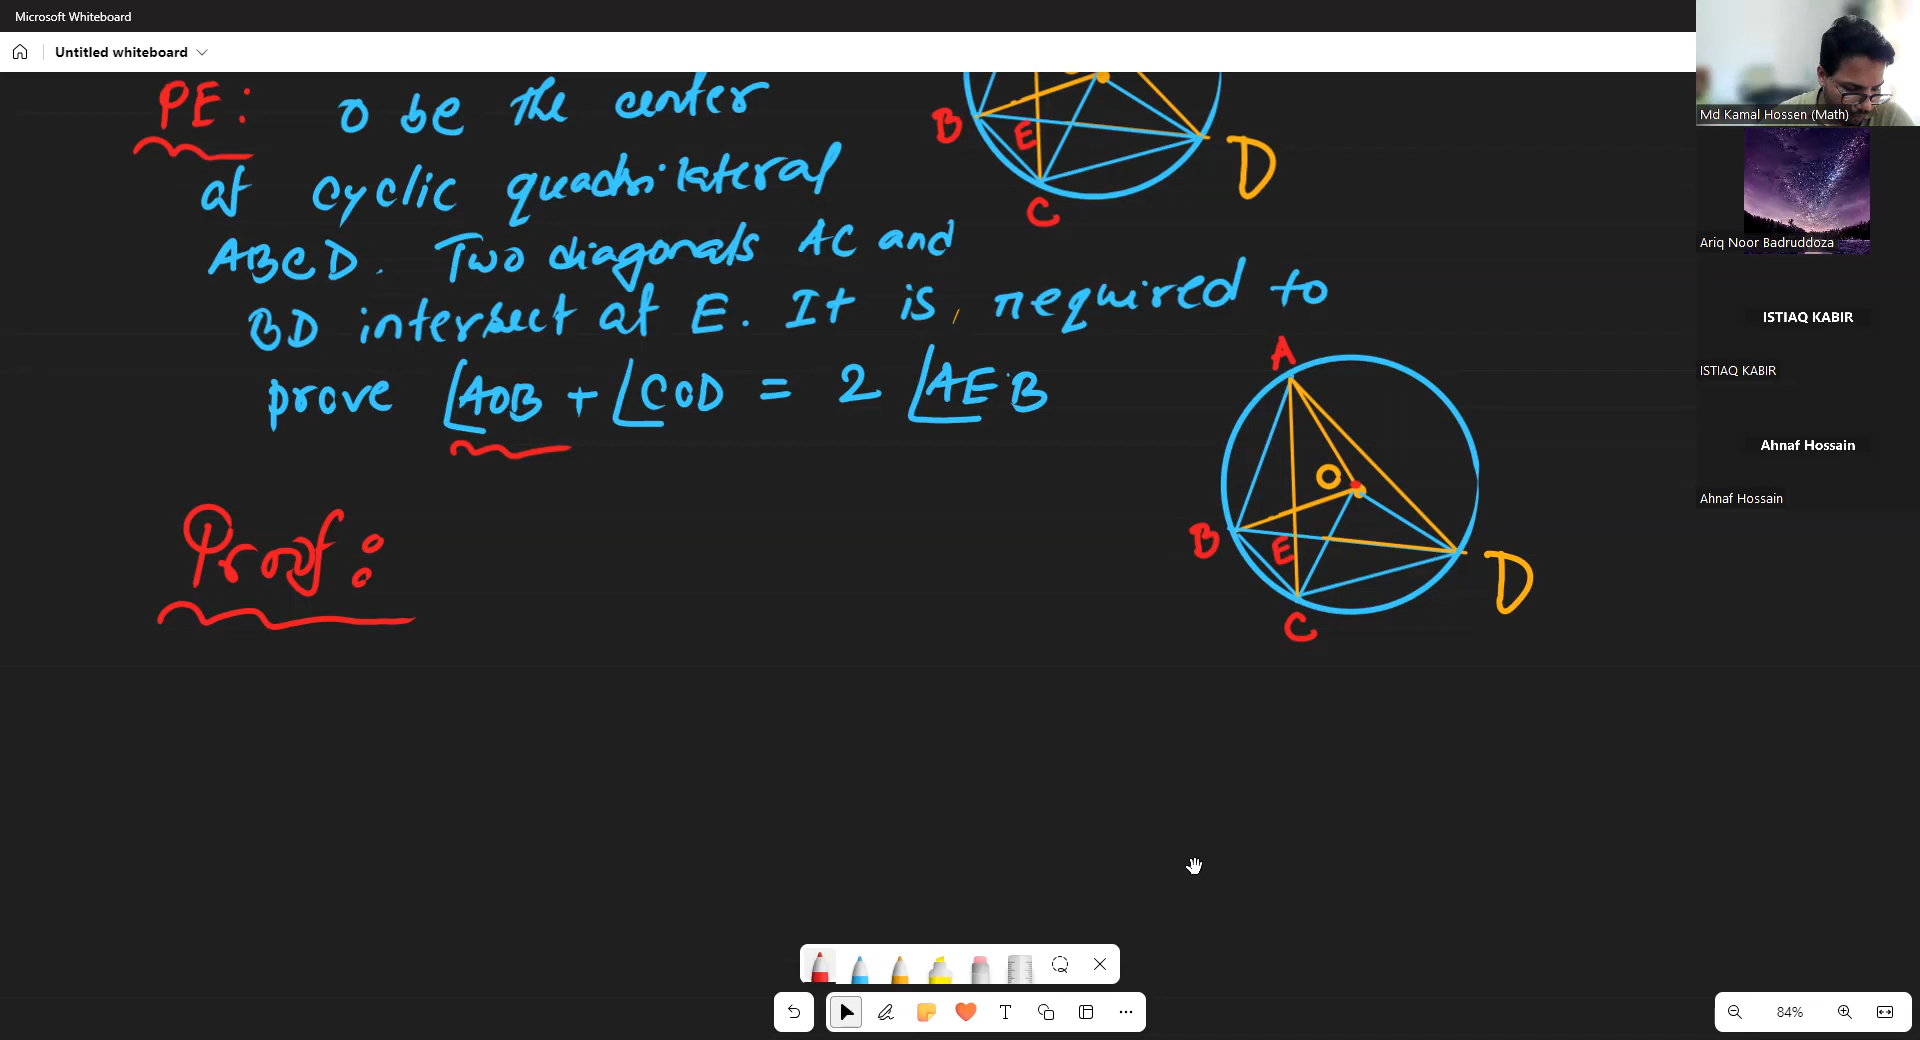 Microsoft Whiteboard
Untitled whiteboard
PE: O be the center
of cyclic quadrilateral
ABCD. Two diagonals AC and
BD intersect at E. It is, required to
prove ∠AOB + ∠COD = 2 ∠AEB
Proof:
B
E
D
C
A
O
B
E
D
C
Md Kamal Hossen (Math)
Ariq Noor Badruddoza
ISTIAQ KABIR
ISTIAQ KABIR
Ahnaf Hossain
Ahnaf Hossain
T
84%